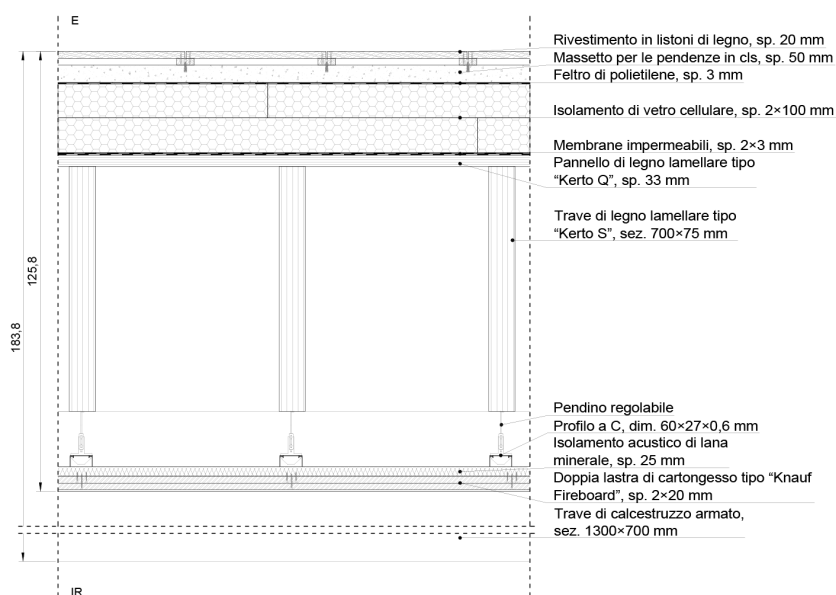 E
Rivestimento in listoni di legno, sp. 20 mm
Massetto per le pendenze in cls, sp. 50 mm
Feltro di polietilene, sp. 3 mm
Isolamento di vetro cellulare, sp. 2×100 mm
Membrane impermeabili, sp. 2×3 mm
Pannello di legno lamellare tipo
“Kerto Q”, sp. 33 mm
Trave di legno lamellare tipo
“Kerto S”, sez. 700×75 mm
125,8
183,8
Pendino regolabile
Profilo a C, dim. 60×27×0,6 mm
Isolamento acustico di lana
minerale, sp. 25 mm
Doppia lastra di cartongesso tipo “Knauf
Fireboard”, sp. 2×20 mm
Trave di calcestruzzo armato,
sez. 1300×700 mm
IR